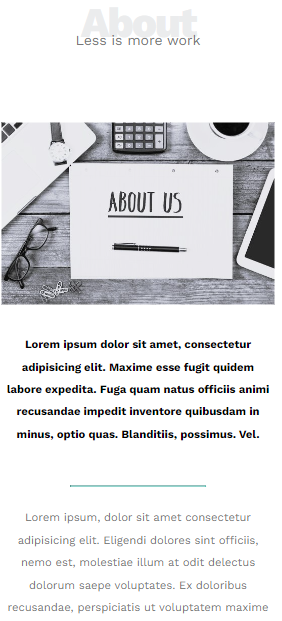 About
Less is more work
ABOUT US
Lorem ipsum dolor sit amet, consectetur
adipisicing elit. Maxime esse fugit quidem
labore expedita. Fuga quam natus officiis animi
recusandae impedit inventore quibusdam in
minus, optio quas. Blanditiis, possimus. Vel.
Lorem ipsum, dolor sit amet consectetur
adipisicing elit. Eligendi dolores sint officiis,
nemo est, molestiae illum at odit delectus
dolorum saepe voluptates. Ex doloribus
recusandae, perspiciatis ut voluptatem maxime